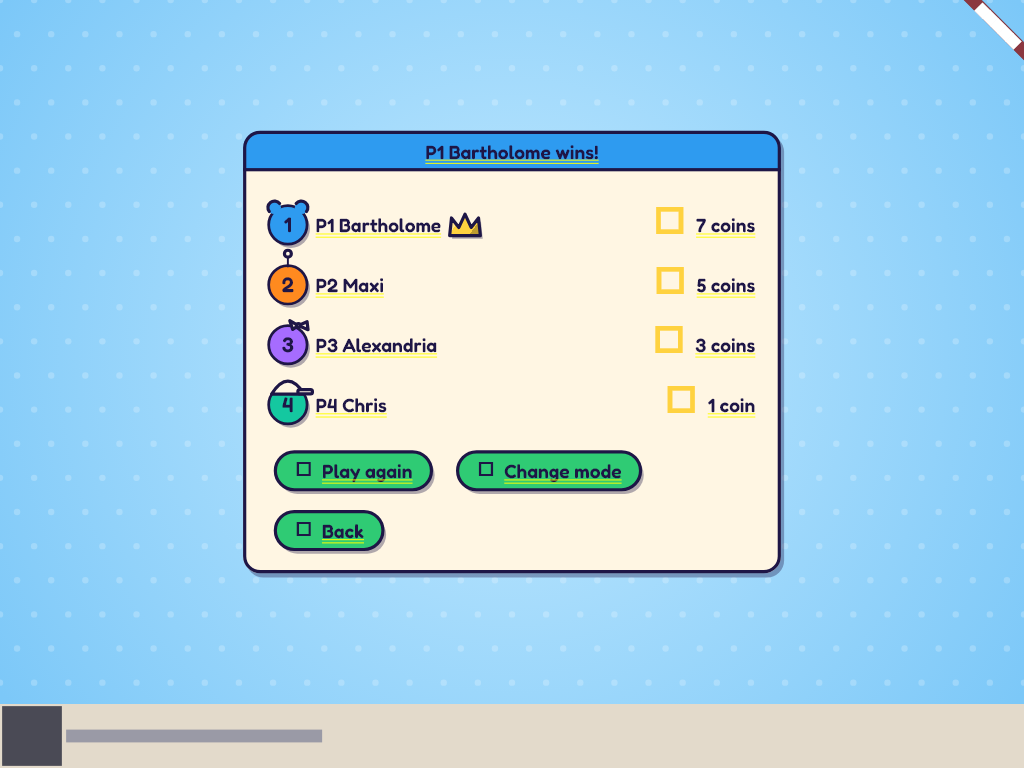 P1 Bartholome wins!
1 P1 Bartholome 7 coins
2 P2 Maxi 5 coins
3 P3 Alexandria 3 coins
4 P4 Chris 1 coin
Play again Change mode
Back